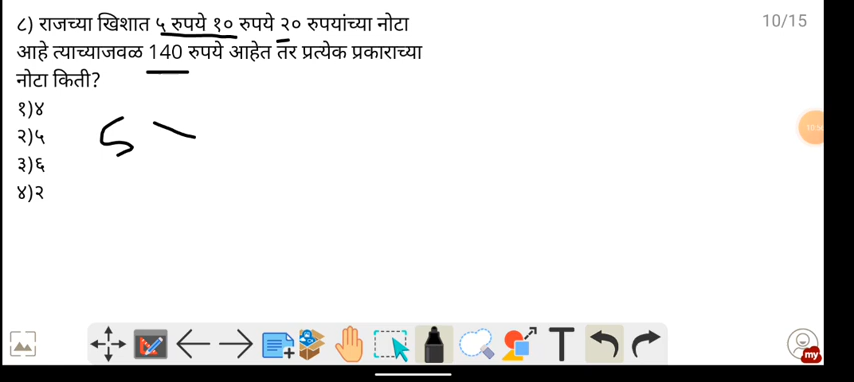 10/15
८) राजच्या खिशात ५ रुपये १० रुपये २० रुपयांच्या नोटा
आहे त्याच्याजवळ 140 रुपये आहेत तर प्रत्येक प्रकाराच्या
नोटा किती?
१)४
२)५
३)६
४)२
5
T
my